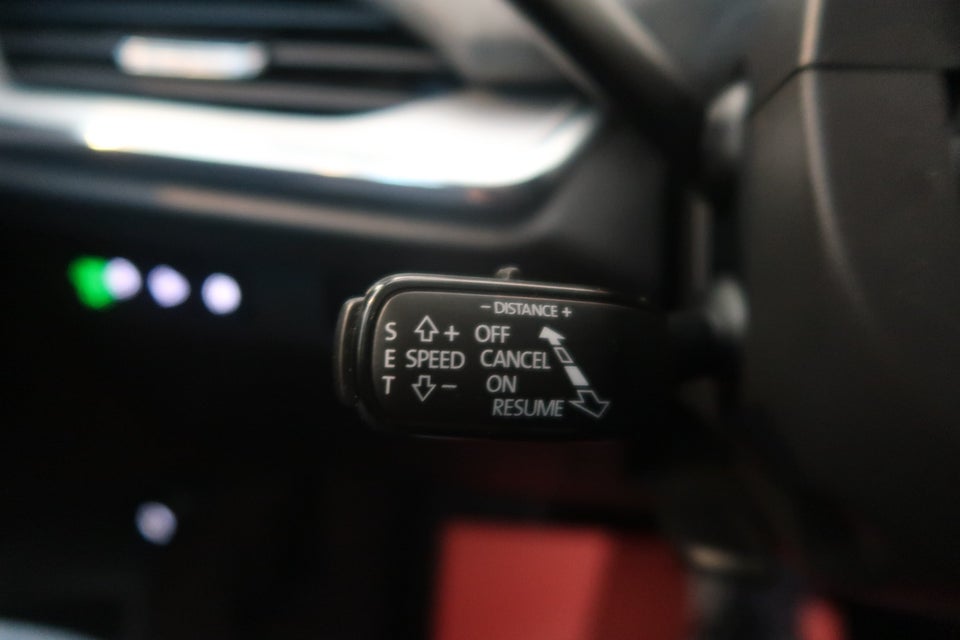 − DISTANCE +
S + OFF
E SPEED CANCEL
T − ON
RESUME